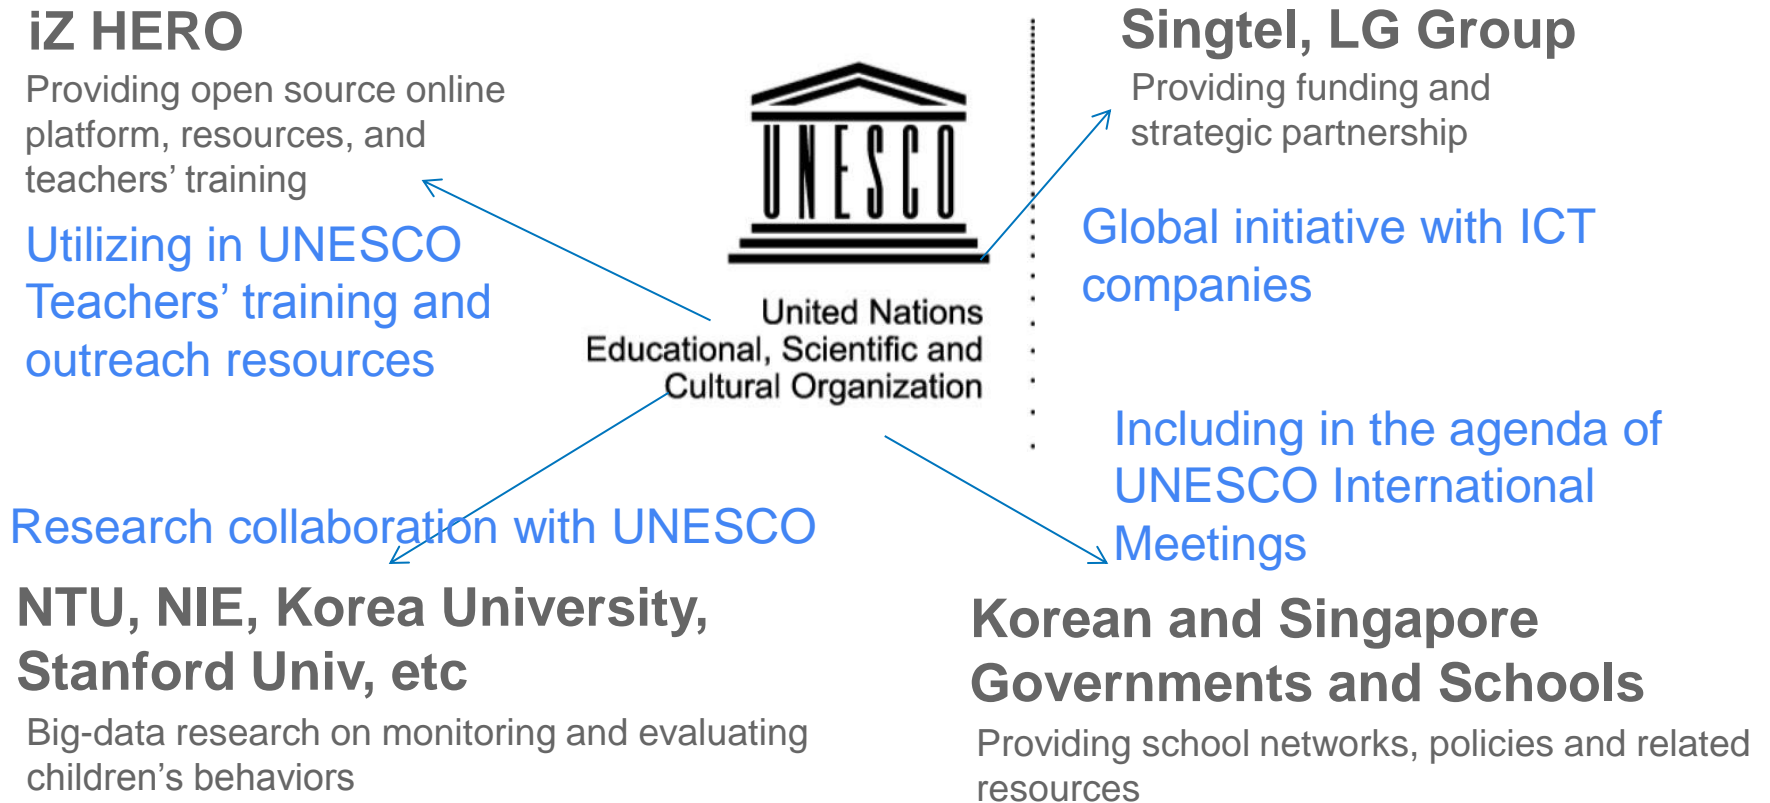 iZ HERO
Providing open source online
platform, resources, and
teachers’ training
Utilizing in UNESCO
Teachers’ training and
outreach resources
UNESCO
United Nations
Educational, Scientific and
Cultural Organization
Singtel, LG Group
Providing funding and
strategic partnership
Global initiative with ICT
companies
Including in the agenda of
UNESCO International
Meetings
Research collaboration with UNESCO
NTU, NIE, Korea University,
Stanford Univ, etc
Big-data research on monitoring and evaluating
children’s behaviors
Korean and Singapore
Governments and Schools
Providing school networks, policies and related
resources